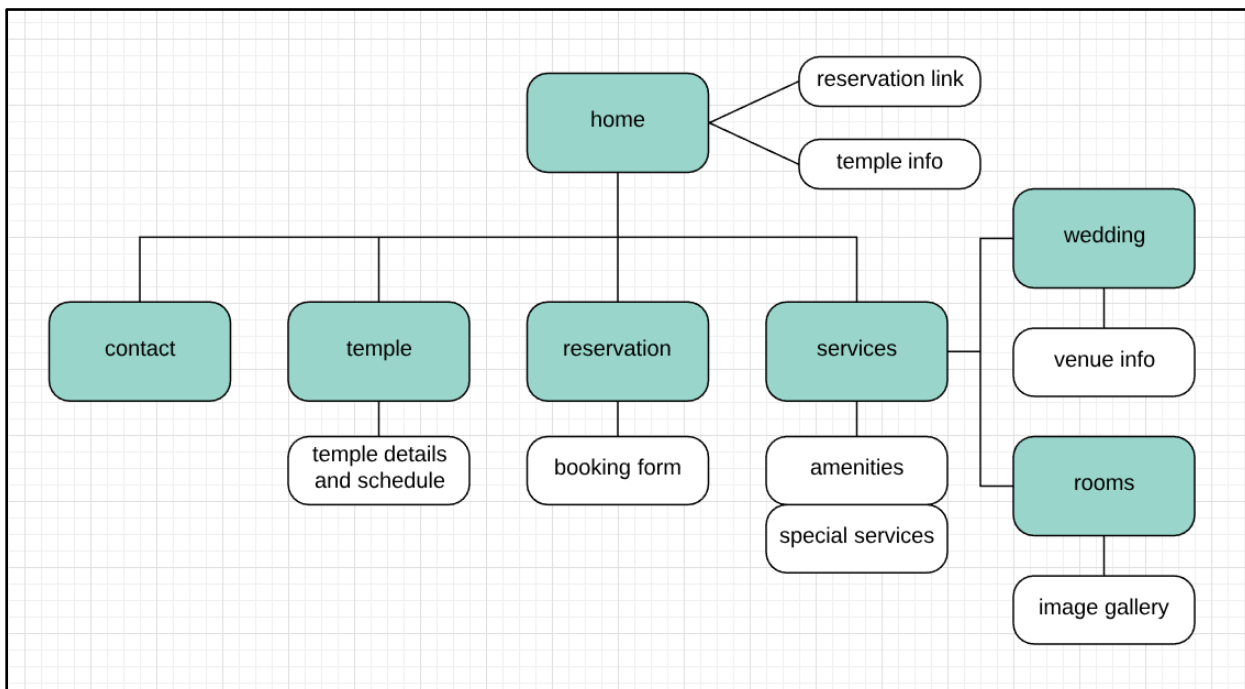 reservation link
home
temple info
wedding
contact
temple
reservation
services
venue info
temple details
and schedule
booking form
amenities
rooms
special services
image gallery